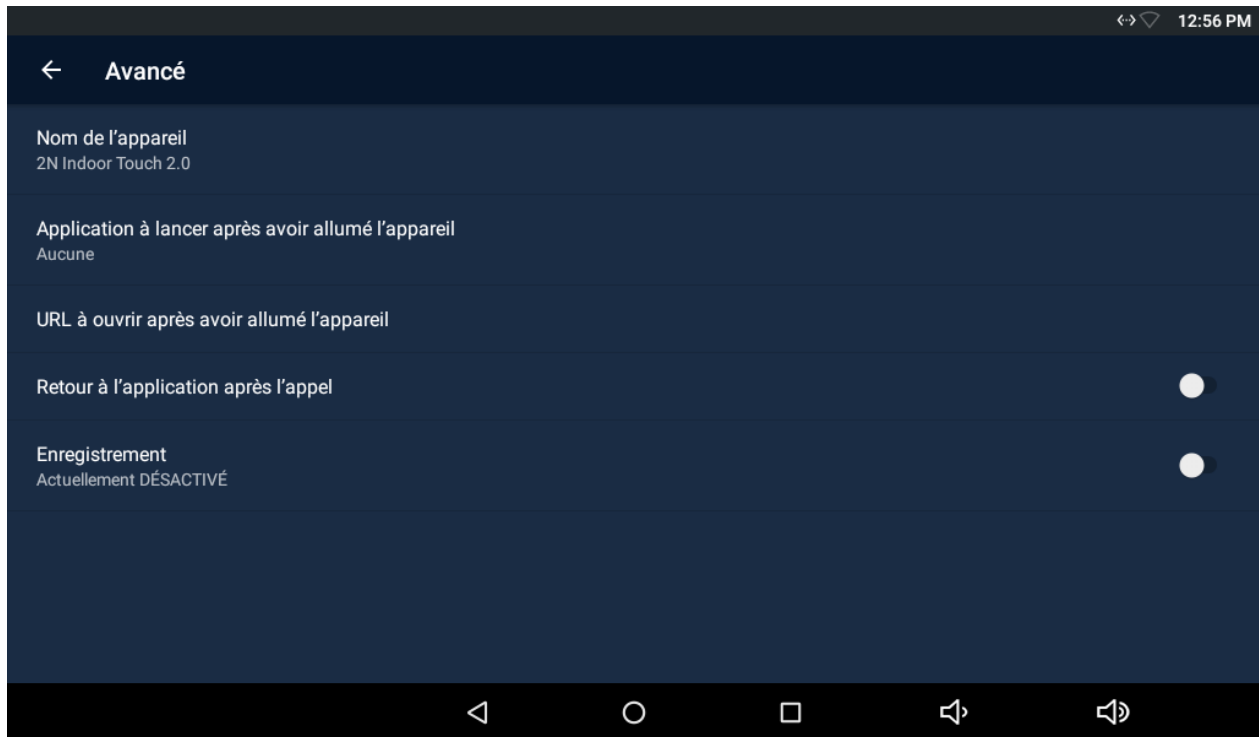 12:56 PM
Avancé
Nom de l’appareil
2N Indoor Touch 2.0
Application à lancer après avoir allumé l’appareil
Aucune
URL à ouvrir après avoir allumé l’appareil
Retour à l’application après l’appel
Enregistrement
Actuellement DÉSACTIVÉ